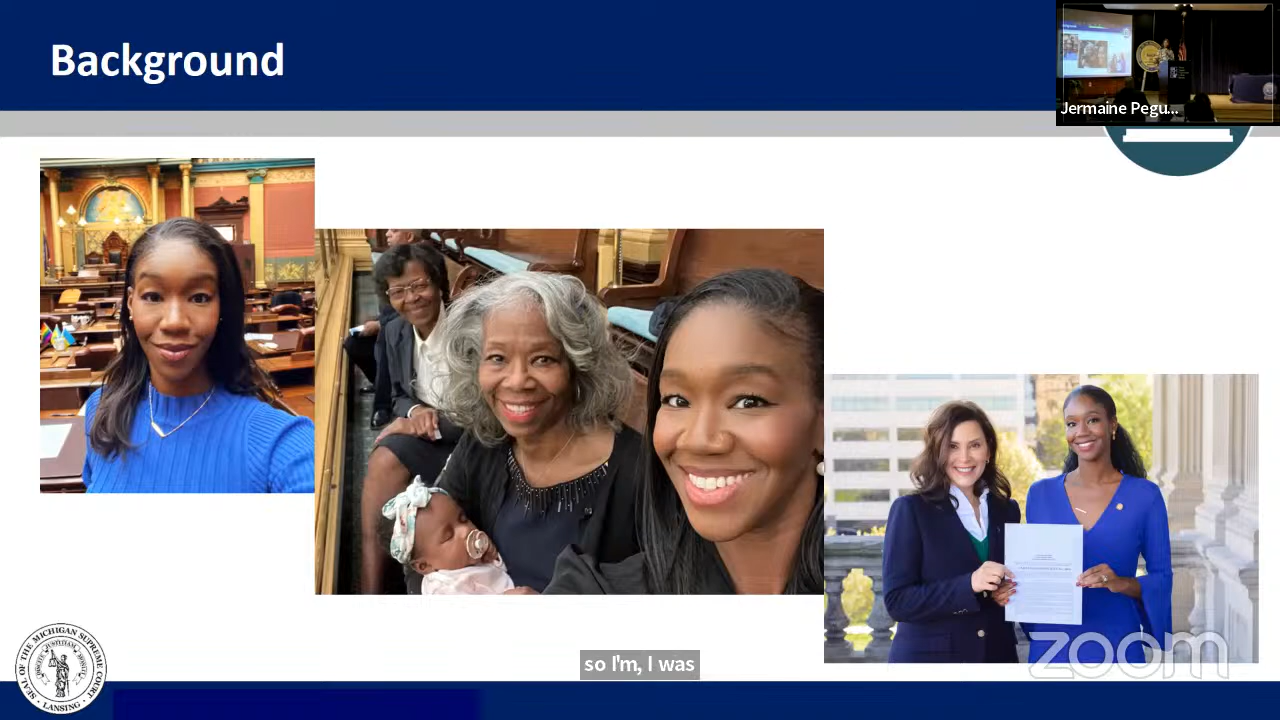 Background
Jermaine Pegu...
so I'm, I was
zoom
SEAL OF THE MICHIGAN SUPREME COURT
• LANSING •